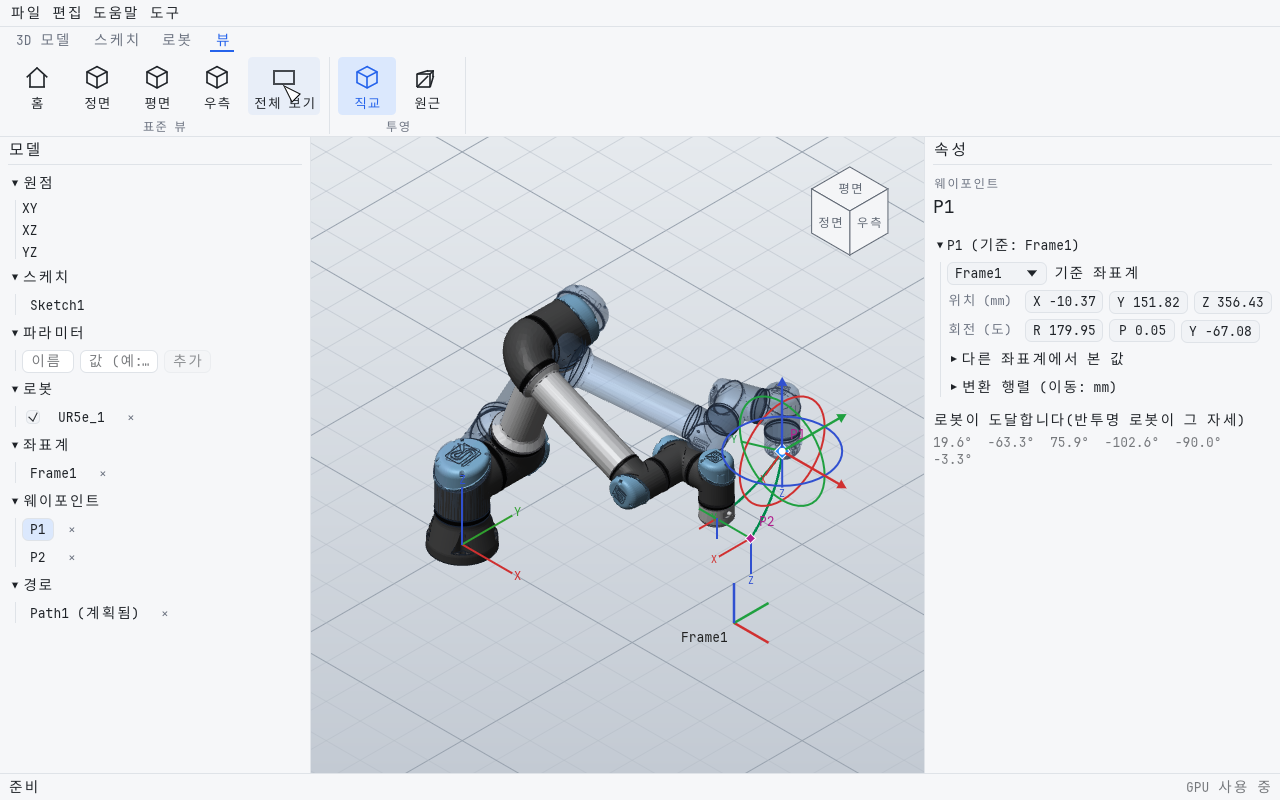 파일 편집 도움말 도구
3D 모델 스케치 로봇 뷰
홈 정면 평면 우측 전체 보기 직교 원근
표준 뷰 투영
모델
▼ 원점
XY
XZ
YZ
▼ 스케치
Sketch1
▼ 파라미터
이름 값 (예:… 추가
▼ 로봇
UR5e_1 ×
▼ 좌표계
Frame1 ×
▼ 웨이포인트
P1 ×
P2 ×
▼ 경로
Path1 (계획됨) ×
평면
정면 우측
Y
Z
P2
Y
X
X
Z
Frame1
속성
웨이포인트
P1
▼ P1 (기준: Frame1)
Frame1 ▼ 기준 좌표계
위치 (mm) X -10.37 Y 151.82 Z 356.43
회전 (도) R 179.95 P 0.05 Y -67.08
▶ 다른 좌표계에서 본 값
▶ 변환 행렬 (이동: mm)
로봇이 도달합니다(반투명 로봇이 그 자세)
19.6° -63.3° 75.9° -102.6° -90.0°
-3.3°
준비 GPU 사용 중